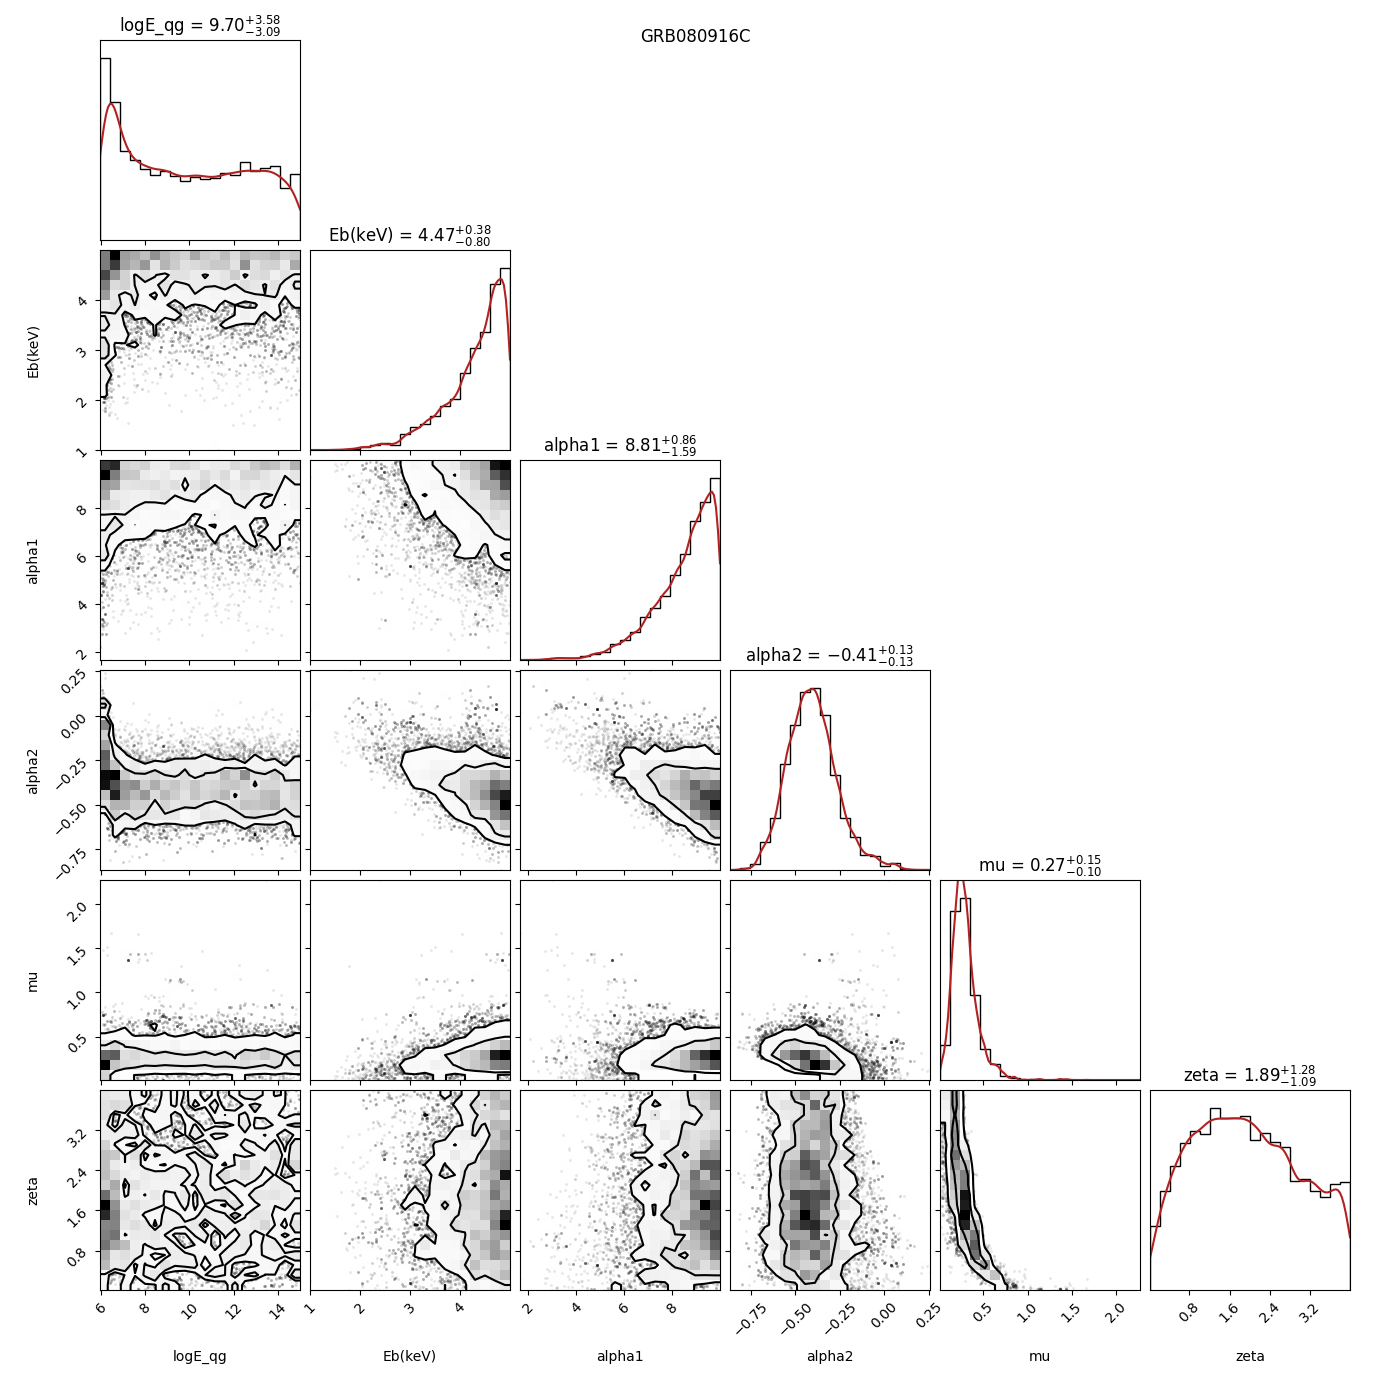 GRB080916C
logE_qg = 9.70+3.58 −3.09
Eb(keV) = 4.47+0.38 −0.80
4
3
2
1
Eb(keV)
alpha1 = 8.81+0.86 −1.59
8
6
4
2
alpha1
alpha2 = −0.41+0.13 −0.13
0.25
0.00
−0.25
−0.50
−0.75
alpha2
mu = 0.27+0.15 −0.10
2.0
1.5
1.0
0.5
mu
zeta = 1.89+1.28 −1.09
3.2
2.4
1.6
0.8
zeta
6 8 10 12 14
1 2 3 4
2 4 6 8
−0.75 −0.50 −0.25 0.00 0.25
0.5 1.0 1.5 2.0
0.8 1.6 2.4 3.2
logE_qg Eb(keV) alpha1 alpha2 mu zeta